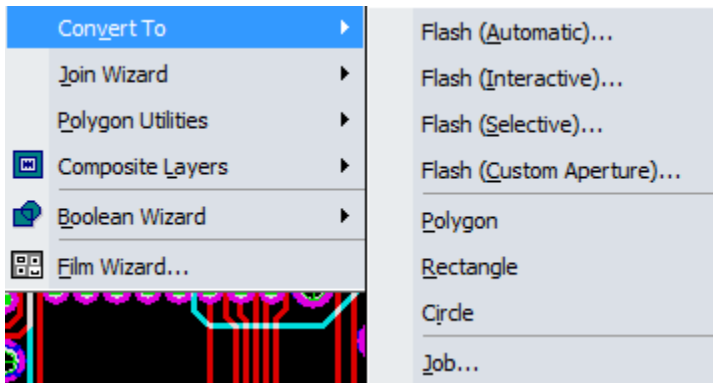 Convert To
Join Wizard
Polygon Utilities
Composite Layers
Boolean Wizard
Film Wizard...
Flash (Automatic)...
Flash (Interactive)...
Flash (Selective)...
Flash (Custom Aperture)...
Polygon
Rectangle
Circle
Job...